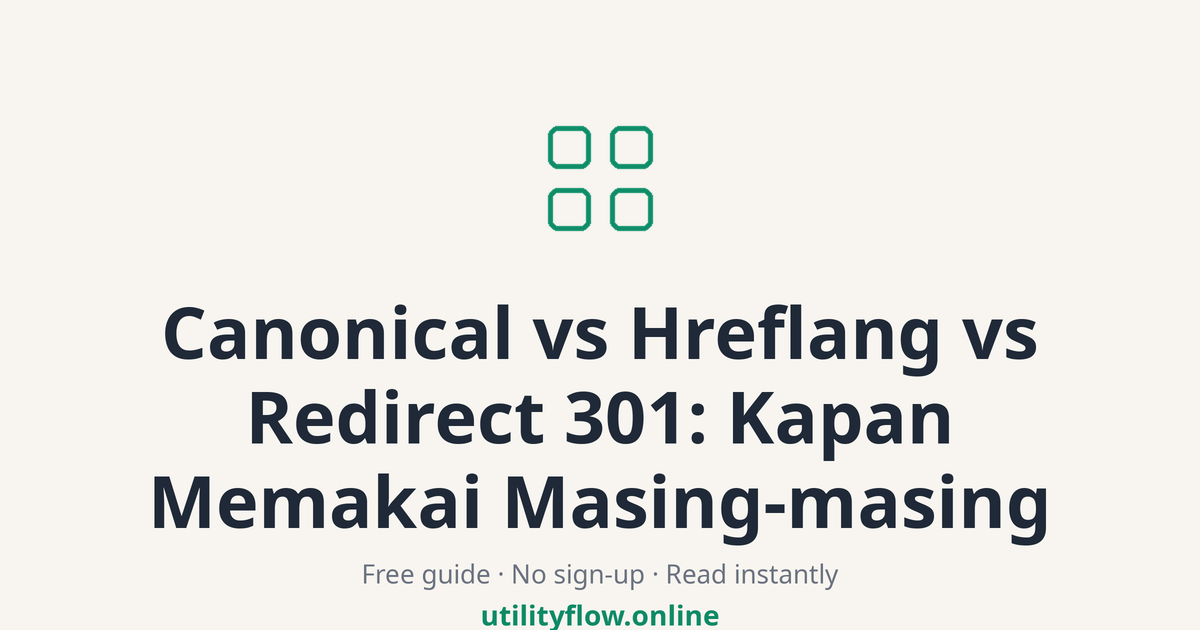 Canonical vs Hreflang vs
Redirect 301: Kapan
Memakai Masing-masing
Free guide · No sign-up · Read instantly
utilityflow.online